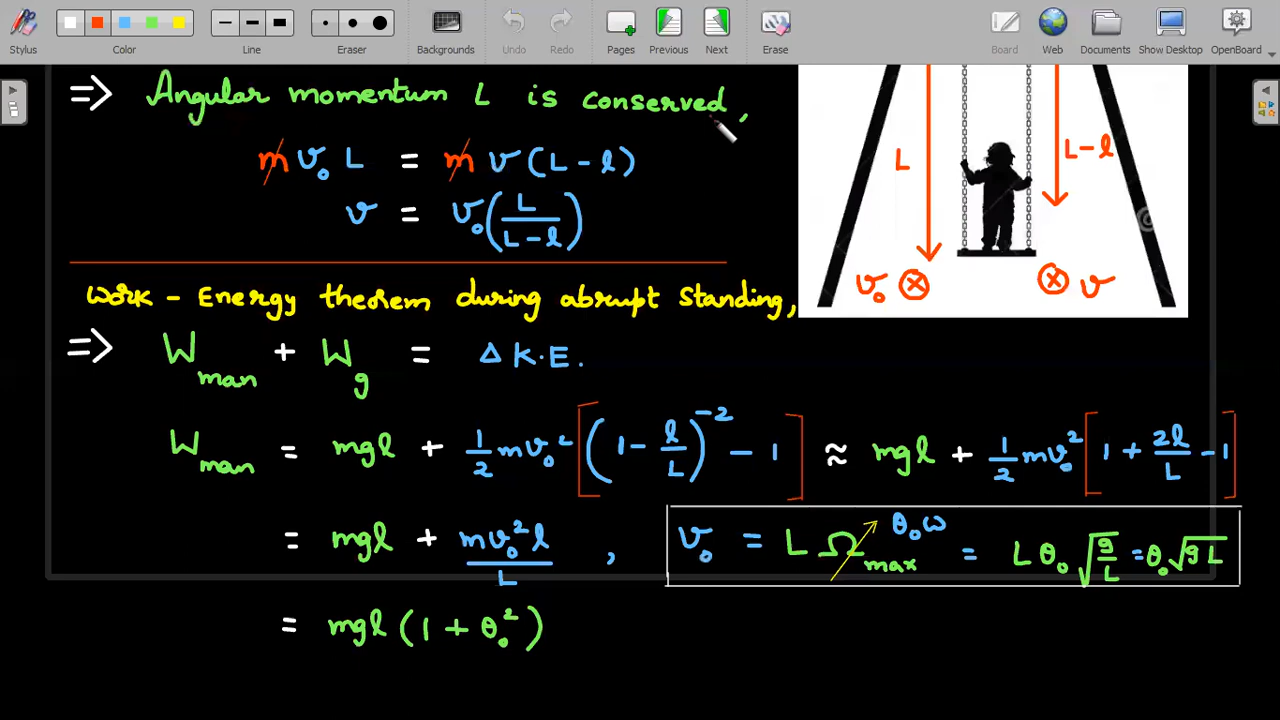 Stylus Color Line Eraser Backgrounds Undo Redo Pages Previous Next Erase Board Web Documents Show Desktop OpenBoard
⇒ Angular momentum L is conserved,
m v₀ L = m v (L - l)
v = v₀ (L / (L - l))
L
L - l
v₀ ⊗
⊗ v
Work - Energy theorem during abrupt standing,
⇒ W_man + W_g = Δ K.E.
W_man = mgl + ½ m v₀² [(1 - l/L)⁻² - 1] ≈ mgl + ½ m v₀² [1 + 2l/L - 1]
= mgl + m v₀² l / L , v₀ = L Ω_max θ₀ω = L θ₀ √(g/L) = θ₀ √(gL)
= mgl (1 + θ₀²)